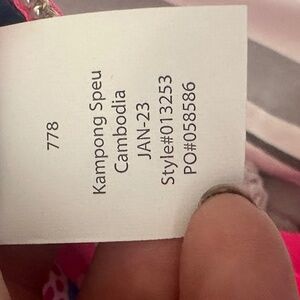 778
Kampong Speu
Cambodia
JAN-23
Style#013253
PO#058586